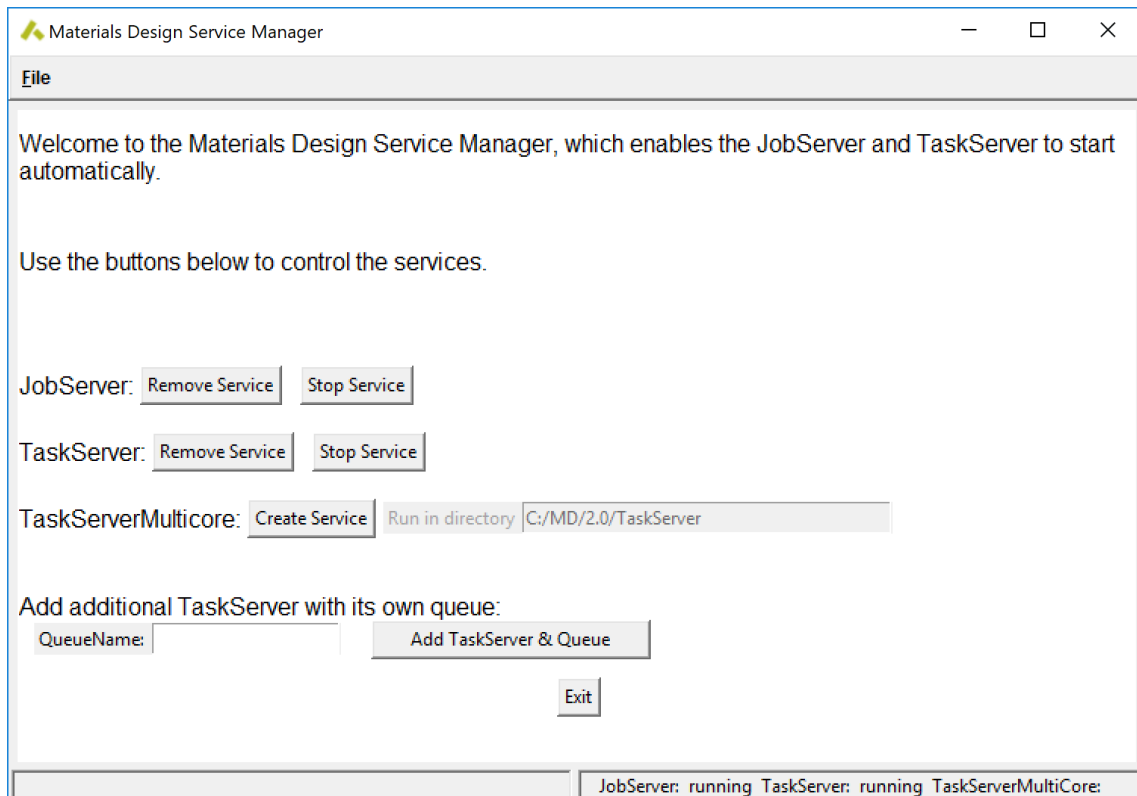 Materials Design Service Manager
File
Welcome to the Materials Design Service Manager, which enables the JobServer and TaskServer to start
automatically.
Use the buttons below to control the services.
JobServer: Remove Service Stop Service
TaskServer: Remove Service Stop Service
TaskServerMulticore: Create Service Run in directory C:/MD/2.0/TaskServer
Add additional TaskServer with its own queue:
QueueName: Add TaskServer & Queue
Exit
JobServer: running TaskServer: running TaskServerMultiCore: